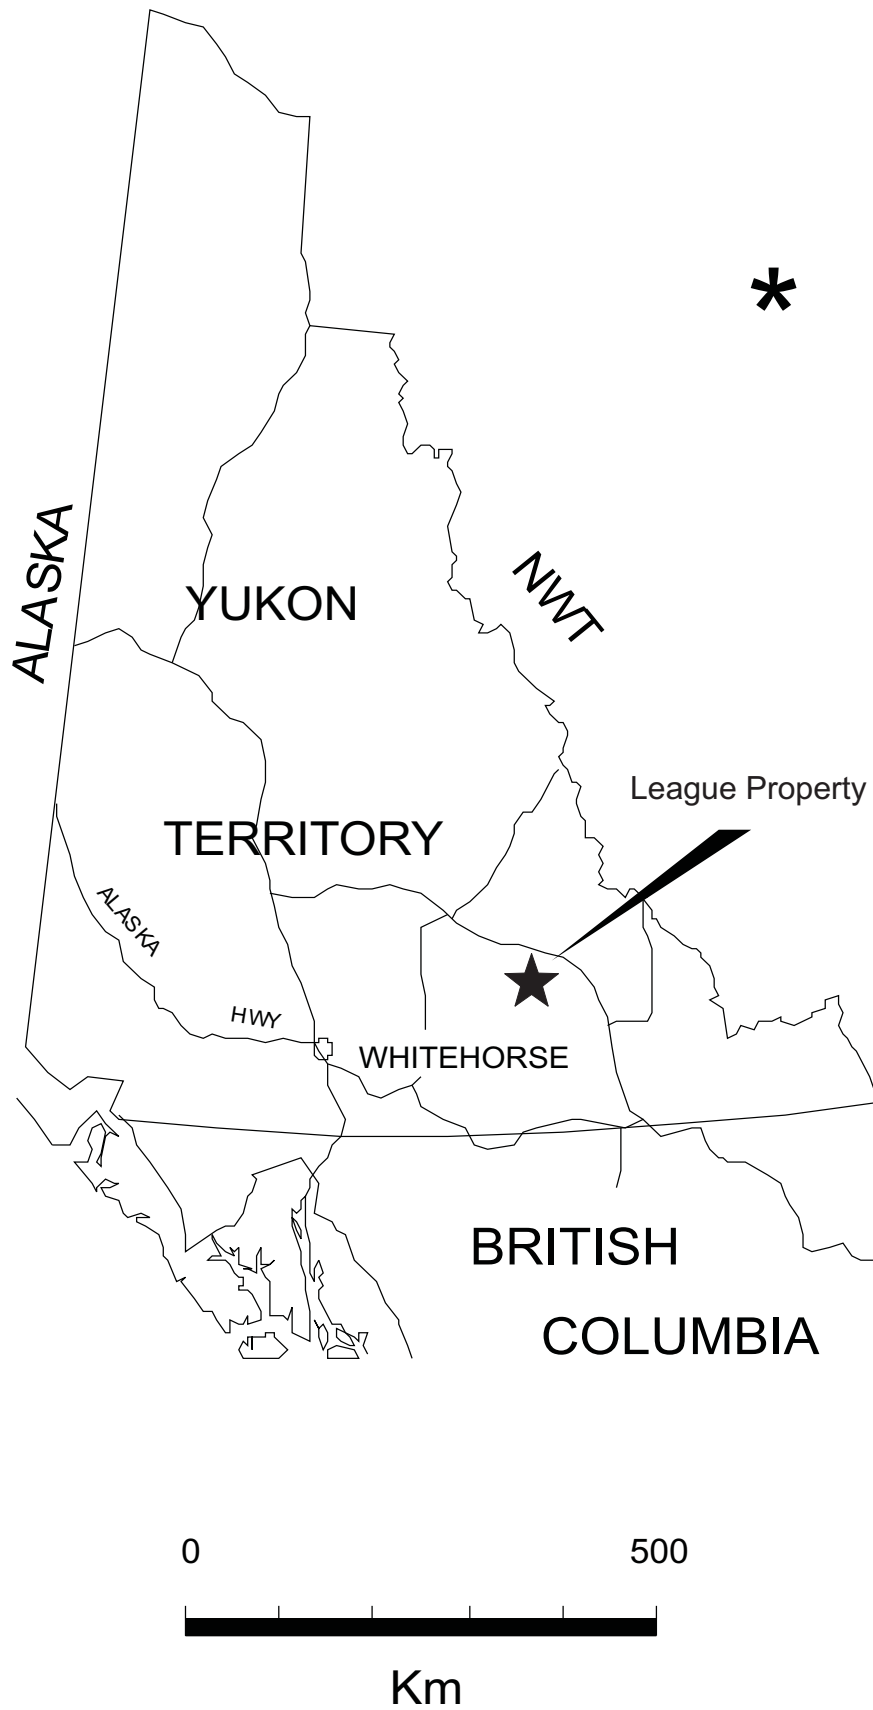 *
ALASKA
YUKON
NWT
League Property
TERRITORY
ALASKA
HWY
WHITEHORSE
BRITISH
COLUMBIA
0 500
Km